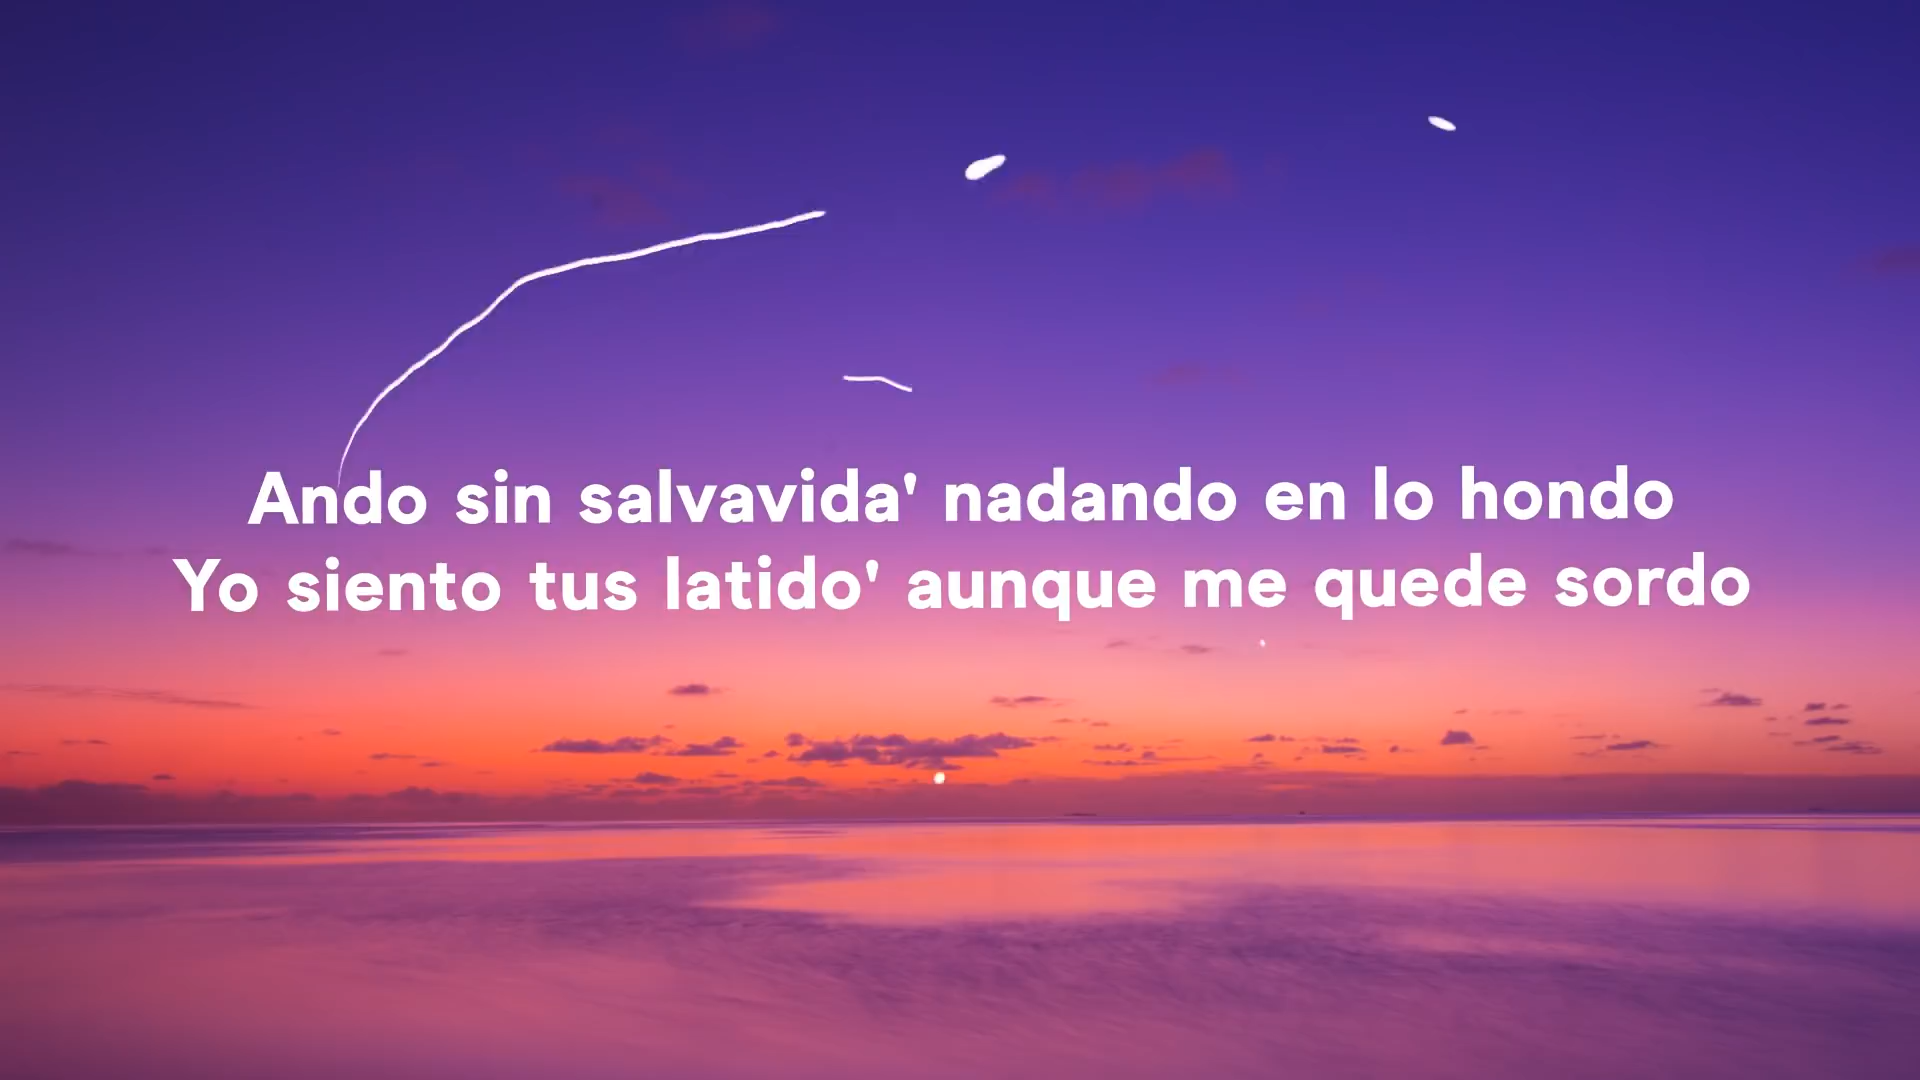 Ando sin salvavida' nadando en lo hondo
Yo siento tus latido' aunque me quede sordo